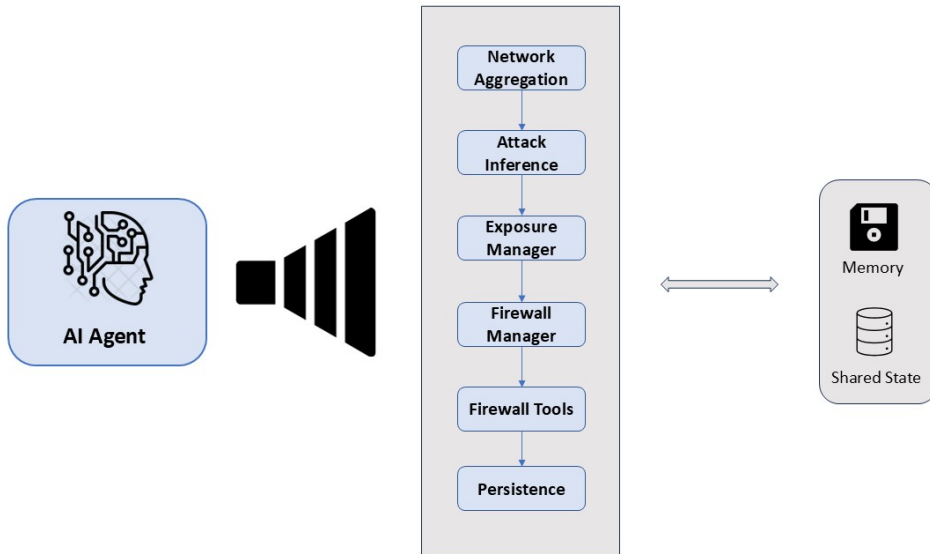 Network
Aggregation
Attack
Inference
Exposure
Manager
Firewall
Manager
Firewall Tools
Persistence
AI Agent
Memory
Shared State